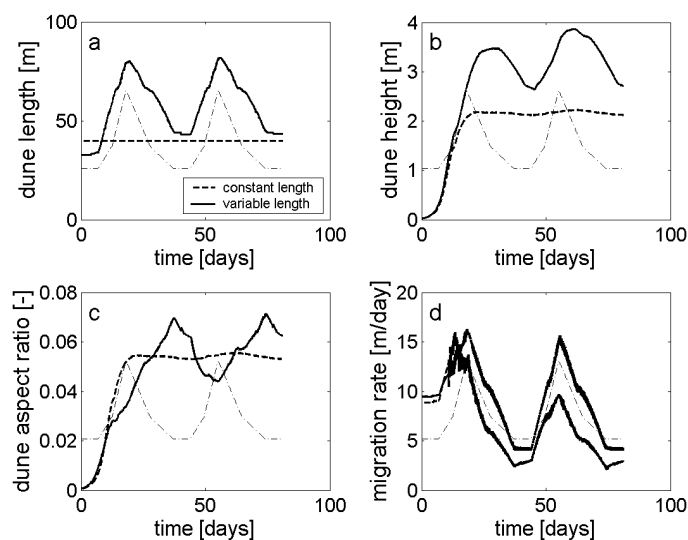 100
a
50
0
dune length [m]
constant length
variable length
0
50
100
time [days]
4
b
3
2
1
0
dune height [m]
0
50
100
time [days]
0.08
c
0.06
0.04
0.02
0
dune aspect ratio [-]
0
50
100
time [days]
20
d
15
10
5
0
migration rate [m/day]
0
50
100
time [days]